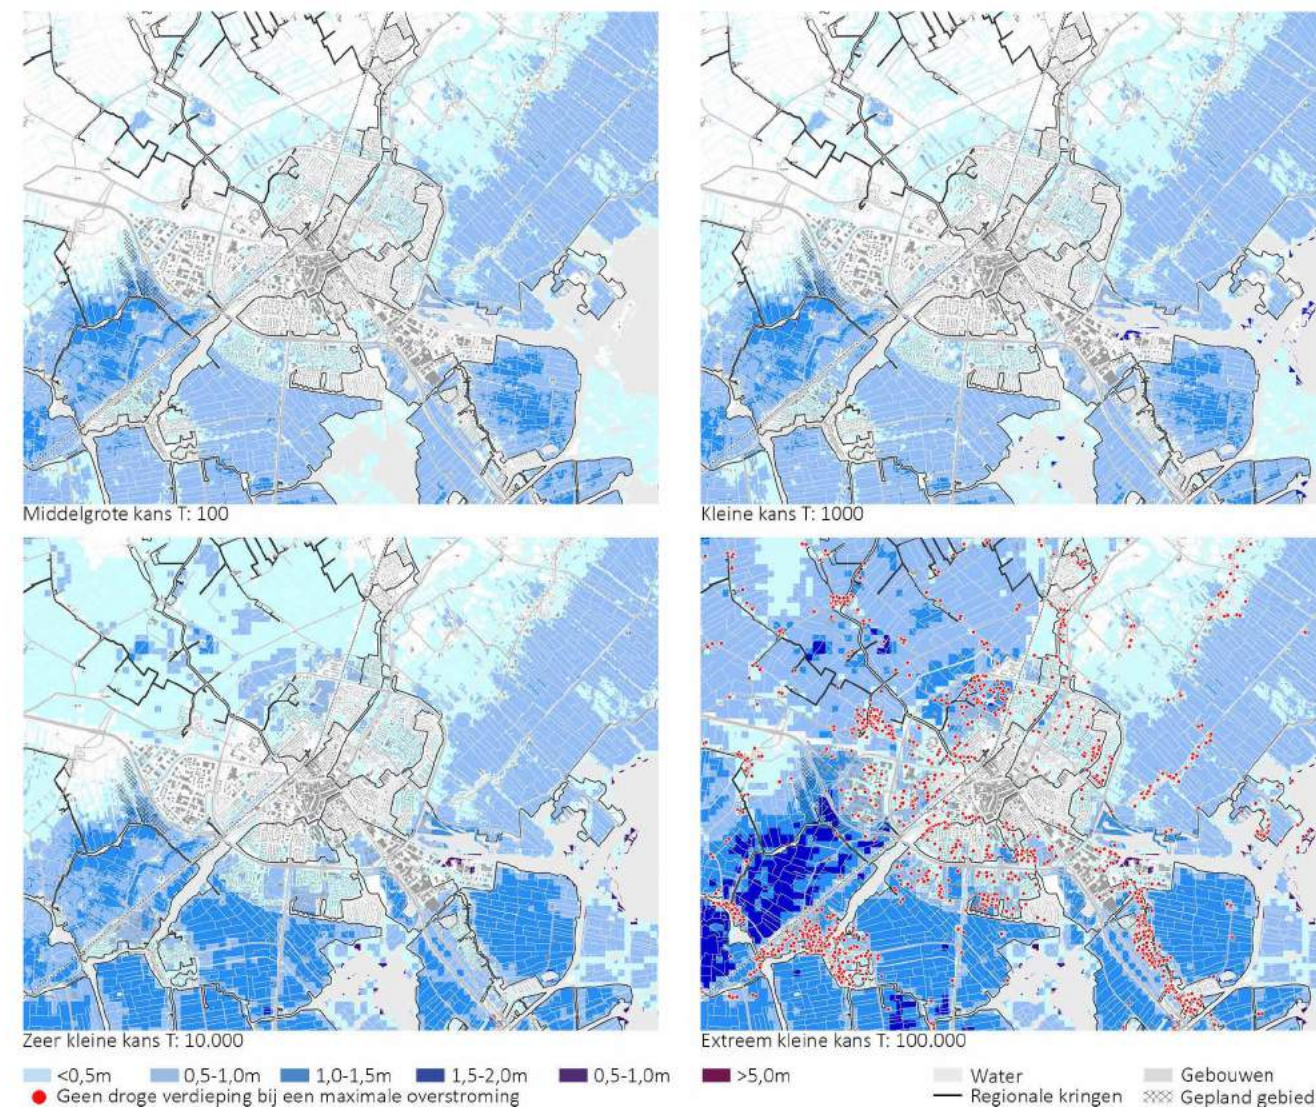 Middelgrote kans T: 100
Kleine kans T: 1000
Zeer kleine kans T: 10.000
Extreem kleine kans T: 100.000
<0,5m 0,5-1,0m 1,0-1,5m 1,5-2,0m 0,5-1,0m >5,0m Water Gebouwen
Geen droge verdieping bij een maximale overstroming Regionale kringen Gepland gebied